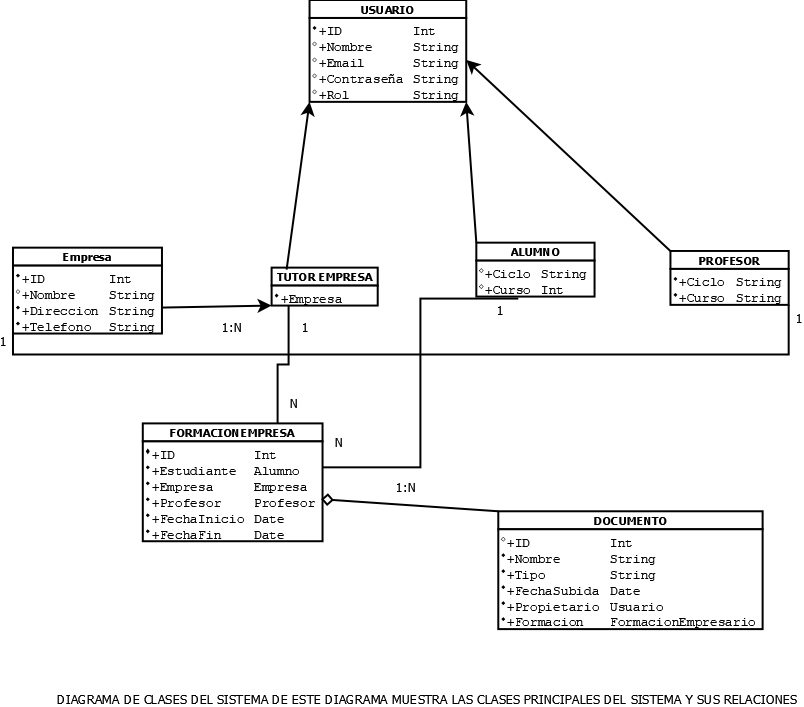 USUARIO
+ID Int
+Nombre String
+Email String
+Contraseña String
+Rol String
Empresa
+ID Int
+Nombre String
+Direccion String
+Telefono String
TUTOR EMPRESA
+Empresa
ALUMNO
+Ciclo String
+Curso Int
PROFESOR
+Ciclo String
+Curso String
1:N
1
1
1
1
N
N
FORMACIONEMPRESA
+ID Int
+Estudiante Alumno
+Empresa Empresa
+Profesor Profesor
+FechaInicio Date
+FechaFin Date
1:N
DOCUMENTO
+ID Int
+Nombre String
+Tipo String
+FechaSubida Date
+Propietario Usuario
+Formacion FormacionEmpresario
DIAGRAMA DE CLASES DEL SISTEMA DE ESTE DIAGRAMA MUESTRA LAS CLASES PRINCIPALES DEL SISTEMA Y SUS RELACIONES